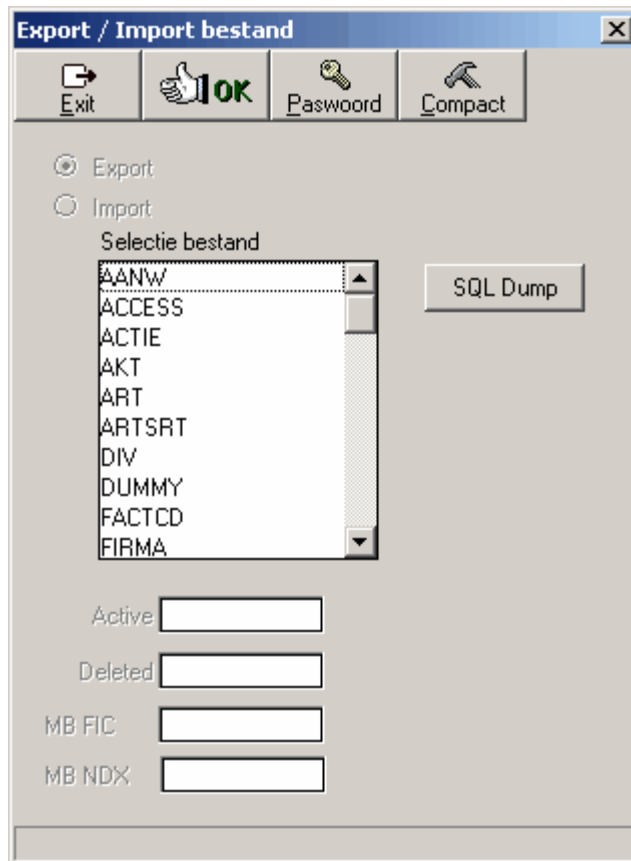 Export / Import bestand
Exit OK Paswoord Compact
Export
Import
Selectie bestand
AANW
SQL Dump
ACCESS
ACTIE
AKT
ART
ARTSRT
DIV
DUMMY
FACTCD
FIRMA
Active
Deleted
MB FIC
MB NDX